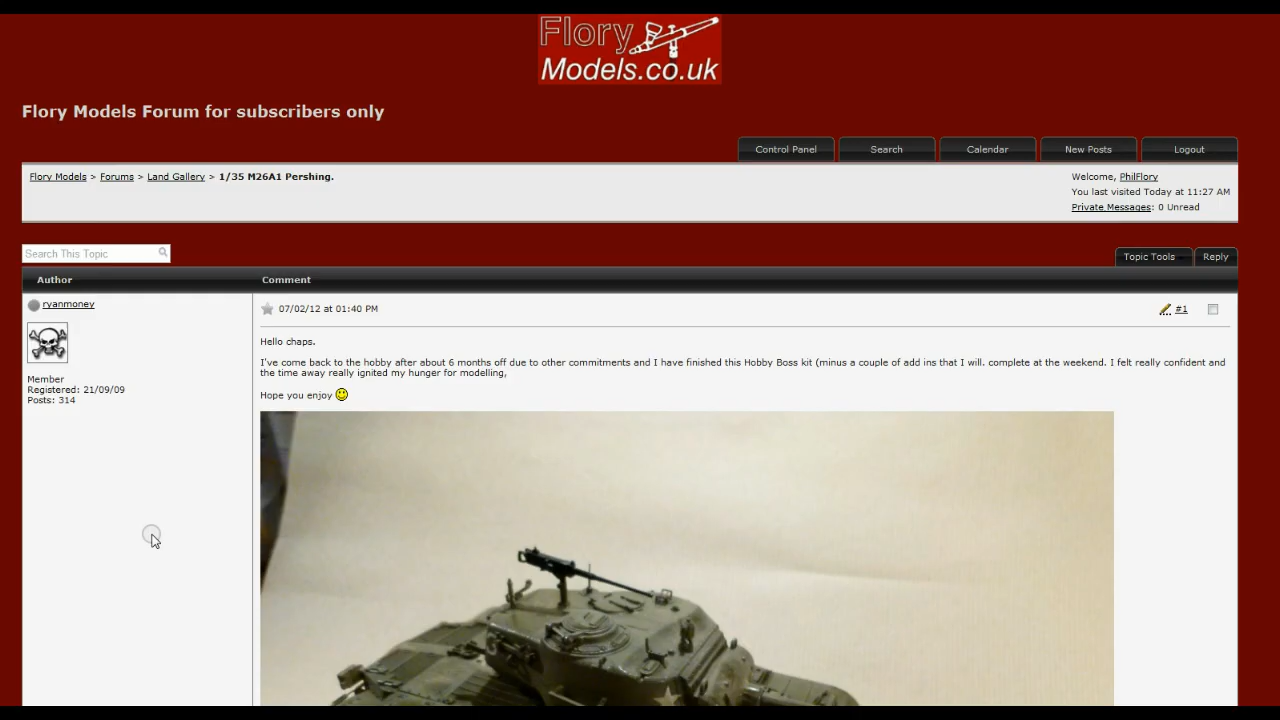 Flory
Models.co.uk
Flory Models Forum for subscribers only
Control Panel
Search
Calendar
New Posts
Logout
Flory Models > Forums > Land Gallery > 1/35 M26A1 Pershing.
Welcome, PhilFlory
You last visited Today at 11:27 AM
Private Messages: 0 Unread
Search This Topic
Topic Tools
Reply
Author
Comment
ryanmoney
07/02/12 at 01:40 PM
#1
Member
Registered: 21/09/09
Posts: 314
Hello chaps.
I've come back to the hobby after about 6 months off due to other commitments and I have finished this Hobby Boss kit (minus a couple of add ins that I will. complete at the weekend. I felt really confident and
the time away really ignited my hunger for modelling,
Hope you enjoy